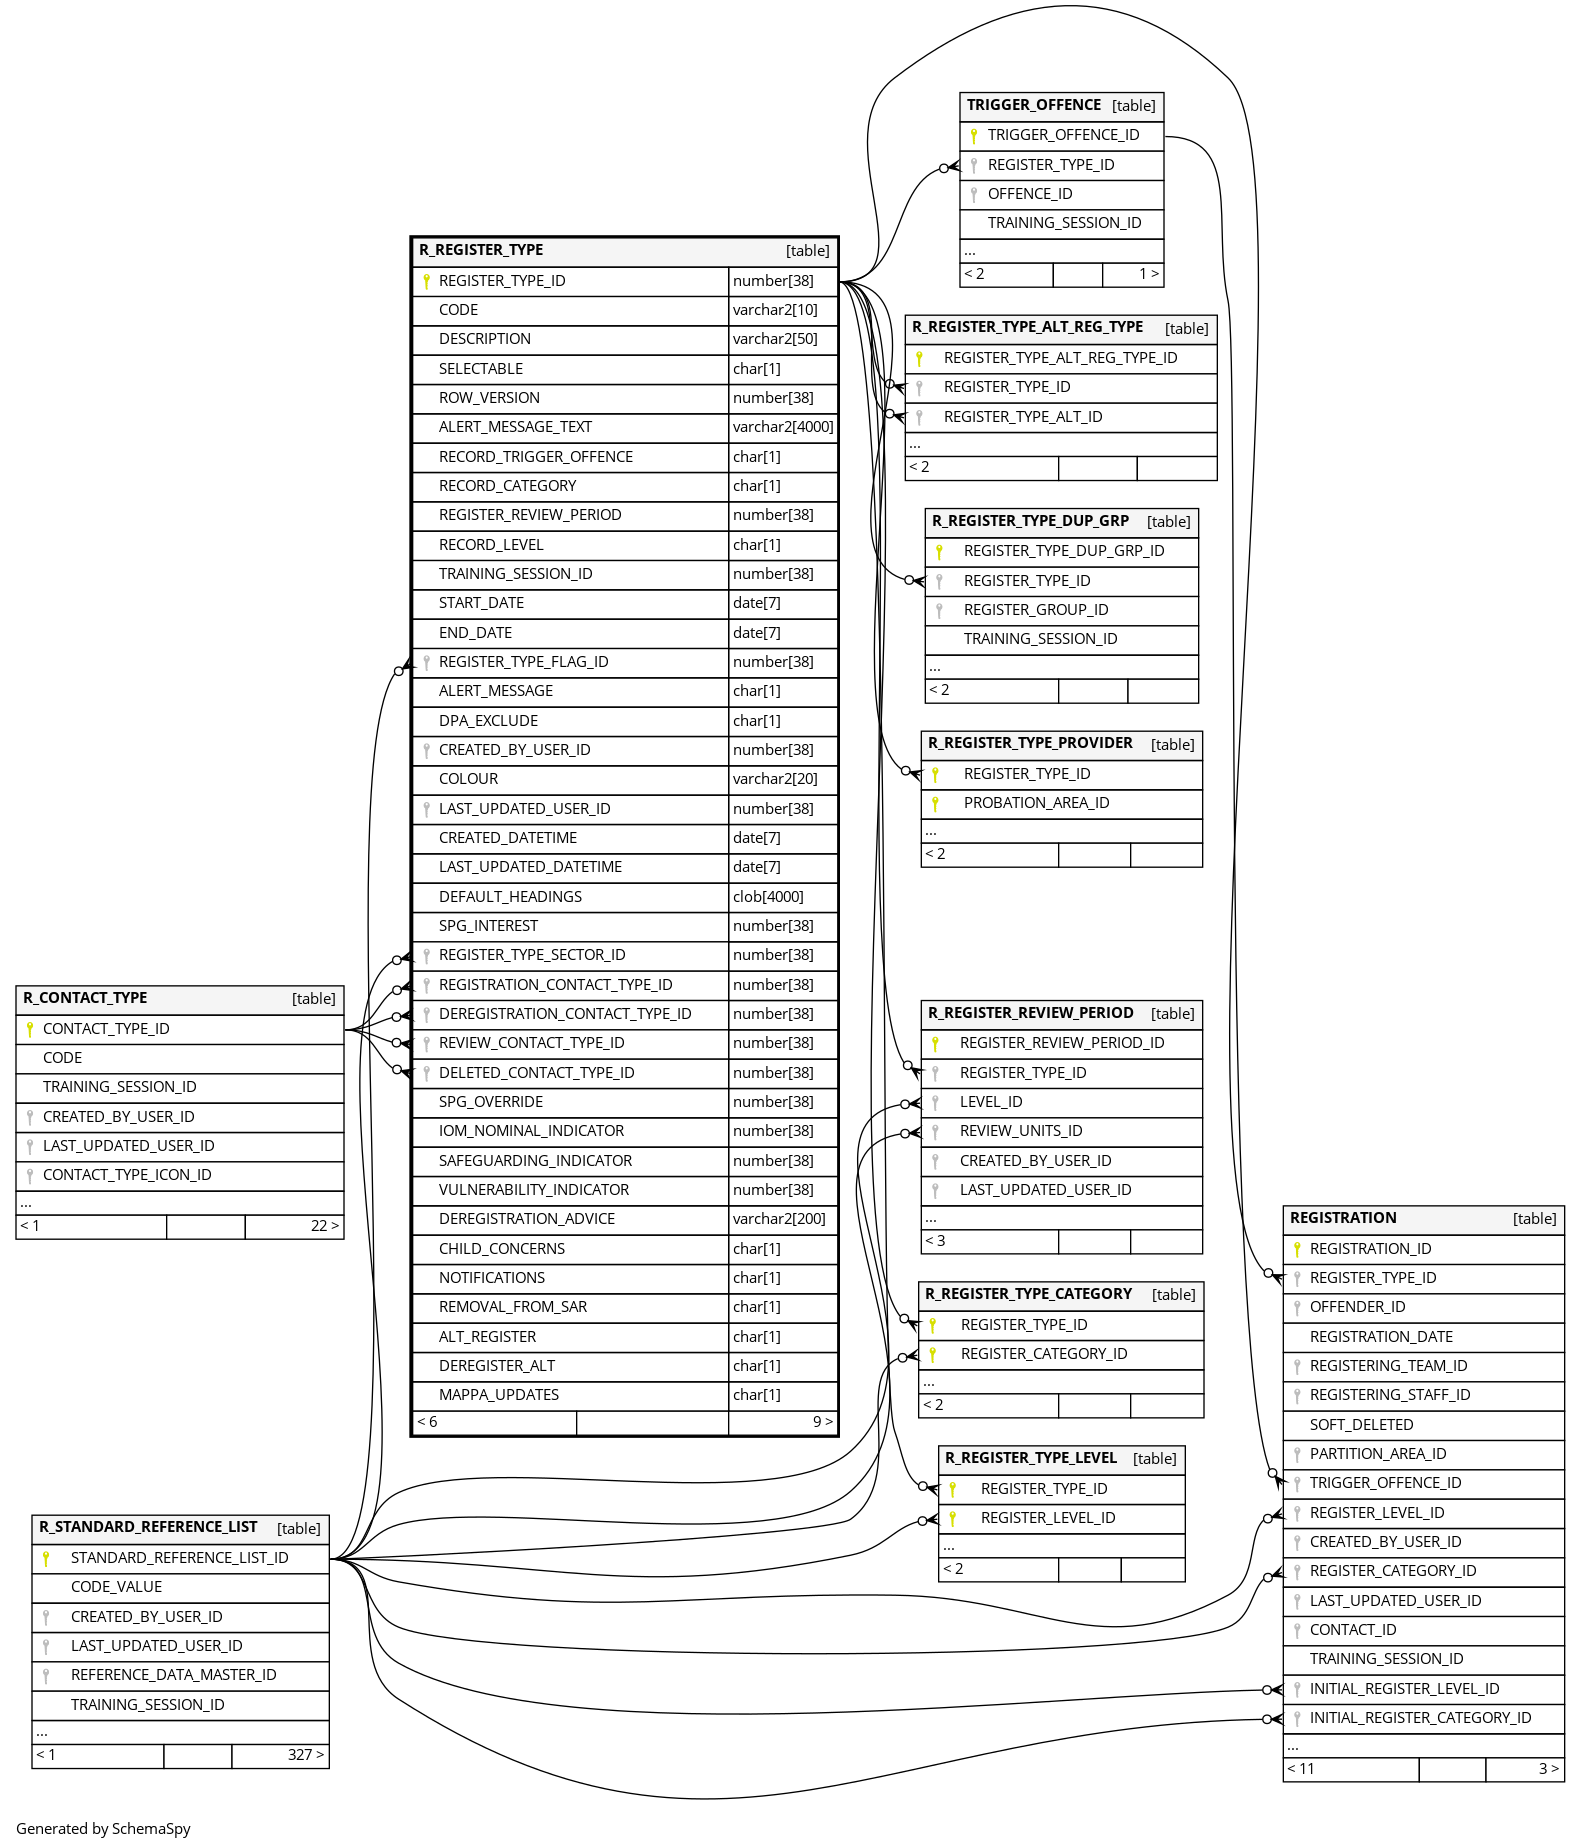 TRIGGER_OFFENCE [table]
TRIGGER_OFFENCE_ID
REGISTER_TYPE_ID
OFFENCE_ID
TRAINING_SESSION_ID
...
< 2 1 >
R_REGISTER_TYPE [table]
REGISTER_TYPE_ID number[38]
CODE varchar2[10]
DESCRIPTION varchar2[50]
SELECTABLE char[1]
ROW_VERSION number[38]
ALERT_MESSAGE_TEXT varchar2[4000]
RECORD_TRIGGER_OFFENCE char[1]
RECORD_CATEGORY char[1]
REGISTER_REVIEW_PERIOD number[38]
RECORD_LEVEL char[1]
TRAINING_SESSION_ID number[38]
START_DATE date[7]
END_DATE date[7]
REGISTER_TYPE_FLAG_ID number[38]
ALERT_MESSAGE char[1]
DPA_EXCLUDE char[1]
CREATED_BY_USER_ID number[38]
COLOUR varchar2[20]
LAST_UPDATED_USER_ID number[38]
CREATED_DATETIME date[7]
LAST_UPDATED_DATETIME date[7]
DEFAULT_HEADINGS clob[4000]
SPG_INTEREST number[38]
REGISTER_TYPE_SECTOR_ID number[38]
REGISTRATION_CONTACT_TYPE_ID number[38]
DEREGISTRATION_CONTACT_TYPE_ID number[38]
REVIEW_CONTACT_TYPE_ID number[38]
DELETED_CONTACT_TYPE_ID number[38]
SPG_OVERRIDE number[38]
IOM_NOMINAL_INDICATOR number[38]
SAFEGUARDING_INDICATOR number[38]
VULNERABILITY_INDICATOR number[38]
DEREGISTRATION_ADVICE varchar2[200]
CHILD_CONCERNS char[1]
NOTIFICATIONS char[1]
REMOVAL_FROM_SAR char[1]
ALT_REGISTER char[1]
DEREGISTER_ALT char[1]
MAPPA_UPDATES char[1]
< 6 9 >
R_REGISTER_TYPE_ALT_REG_TYPE [table]
REGISTER_TYPE_ALT_REG_TYPE_ID
REGISTER_TYPE_ID
REGISTER_TYPE_ALT_ID
...
< 2
R_REGISTER_TYPE_DUP_GRP [table]
REGISTER_TYPE_DUP_GRP_ID
REGISTER_TYPE_ID
REGISTER_GROUP_ID
TRAINING_SESSION_ID
...
< 2
R_REGISTER_TYPE_PROVIDER [table]
REGISTER_TYPE_ID
PROBATION_AREA_ID
...
< 2
R_CONTACT_TYPE [table]
CONTACT_TYPE_ID
CODE
TRAINING_SESSION_ID
CREATED_BY_USER_ID
LAST_UPDATED_USER_ID
CONTACT_TYPE_ICON_ID
...
< 1 22 >
R_REGISTER_REVIEW_PERIOD [table]
REGISTER_REVIEW_PERIOD_ID
REGISTER_TYPE_ID
LEVEL_ID
REVIEW_UNITS_ID
CREATED_BY_USER_ID
LAST_UPDATED_USER_ID
...
< 3
R_REGISTER_TYPE_CATEGORY [table]
REGISTER_TYPE_ID
REGISTER_CATEGORY_ID
...
< 2
R_REGISTER_TYPE_LEVEL [table]
REGISTER_TYPE_ID
REGISTER_LEVEL_ID
...
< 2
REGISTRATION [table]
REGISTRATION_ID
REGISTER_TYPE_ID
OFFENDER_ID
REGISTRATION_DATE
REGISTERING_TEAM_ID
REGISTERING_STAFF_ID
SOFT_DELETED
PARTITION_AREA_ID
TRIGGER_OFFENCE_ID
REGISTER_LEVEL_ID
CREATED_BY_USER_ID
REGISTER_CATEGORY_ID
LAST_UPDATED_USER_ID
CONTACT_ID
TRAINING_SESSION_ID
INITIAL_REGISTER_LEVEL_ID
INITIAL_REGISTER_CATEGORY_ID
...
< 11 3 >
R_STANDARD_REFERENCE_LIST [table]
STANDARD_REFERENCE_LIST_ID
CODE_VALUE
CREATED_BY_USER_ID
LAST_UPDATED_USER_ID
REFERENCE_DATA_MASTER_ID
TRAINING_SESSION_ID
...
< 1 327 >
Generated by SchemaSpy